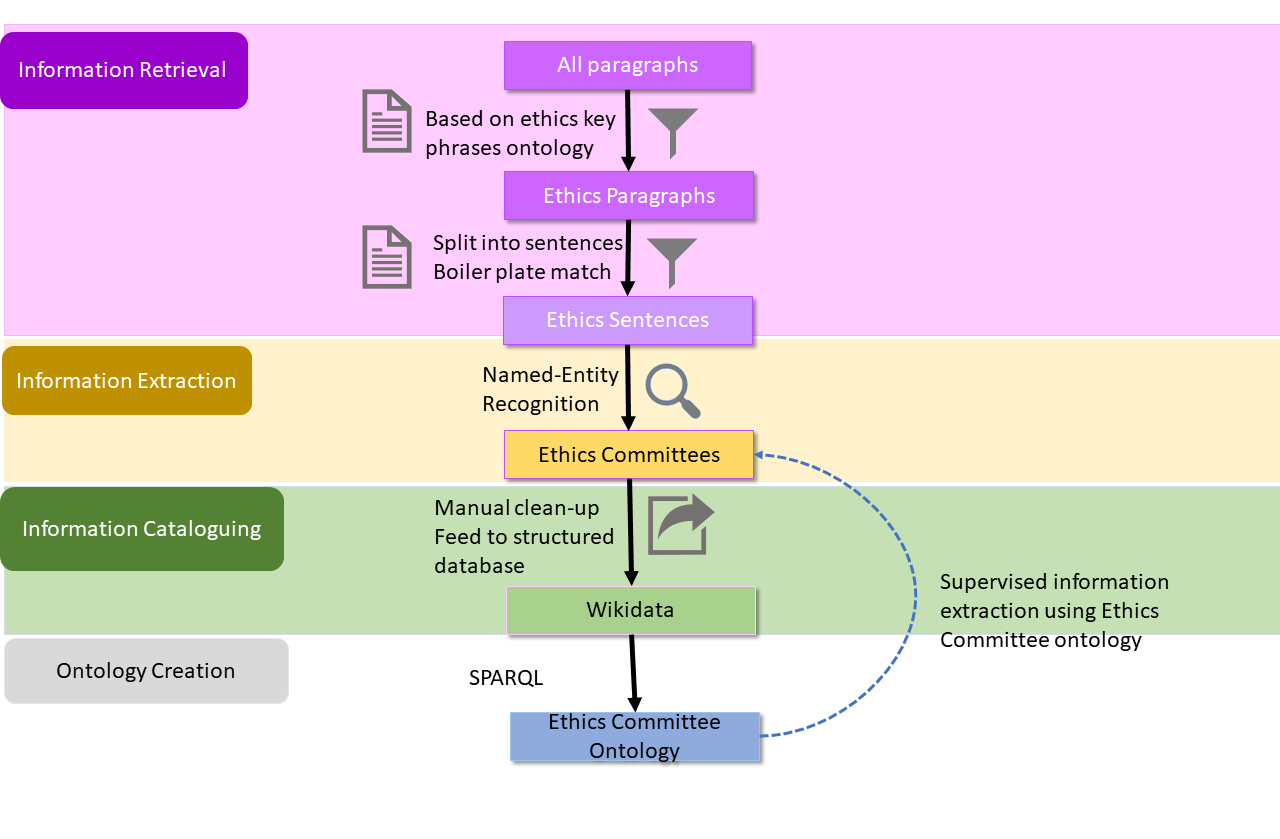 Information Retrieval
All paragraphs
Based on ethics key
phrases ontology
Ethics Paragraphs
Split into sentences
Boiler plate match
Ethics Sentences
Information Extraction
Named-Entity
Recognition
Ethics Committees
Information Cataloguing
Manual clean-up
Feed to structured
database
Wikidata
Supervised information
extraction using Ethics
Committee ontology
Ontology Creation
SPARQL
Ethics Committee
Ontology